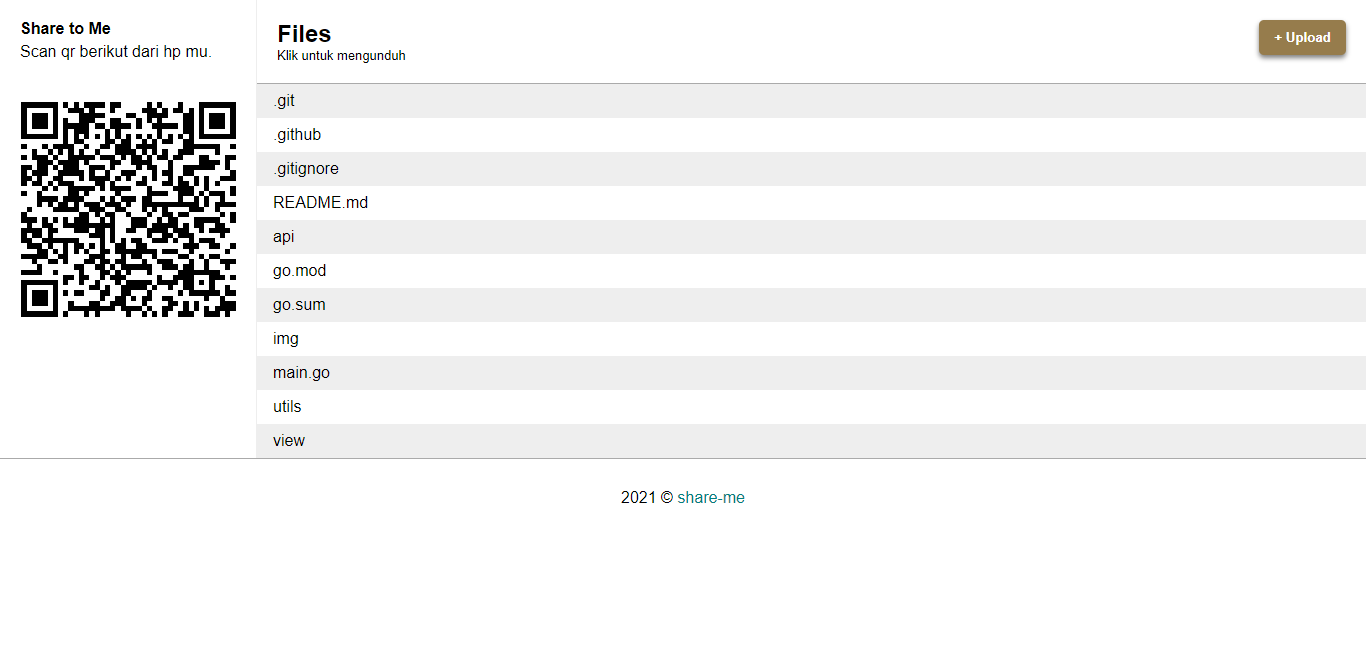 Share to Me
Scan qr berikut dari hp mu.
Files
Klik untuk mengunduh
+ Upload
.git
.github
.gitignore
README.md
api
go.mod
go.sum
img
main.go
utils
view
2021 © share-me